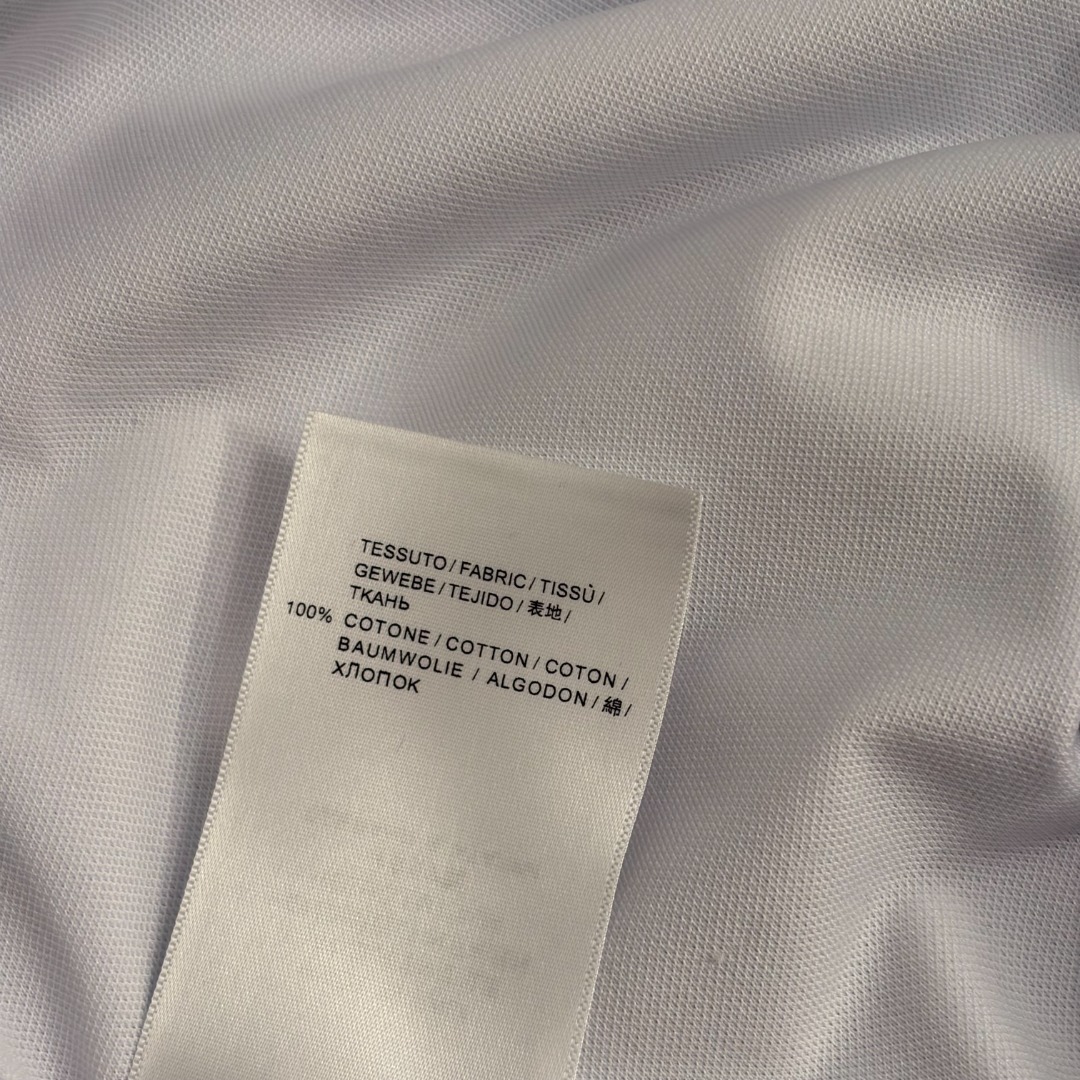 TESSUTO / FABRIC / TISSÙ /
GEWEBE / TEJIDO / 表地 /
ТКАНЬ
100% COTONE / COTTON / COTON /
BAUMWOLIE / ALGODON / 綿 /
ХЛОПОК